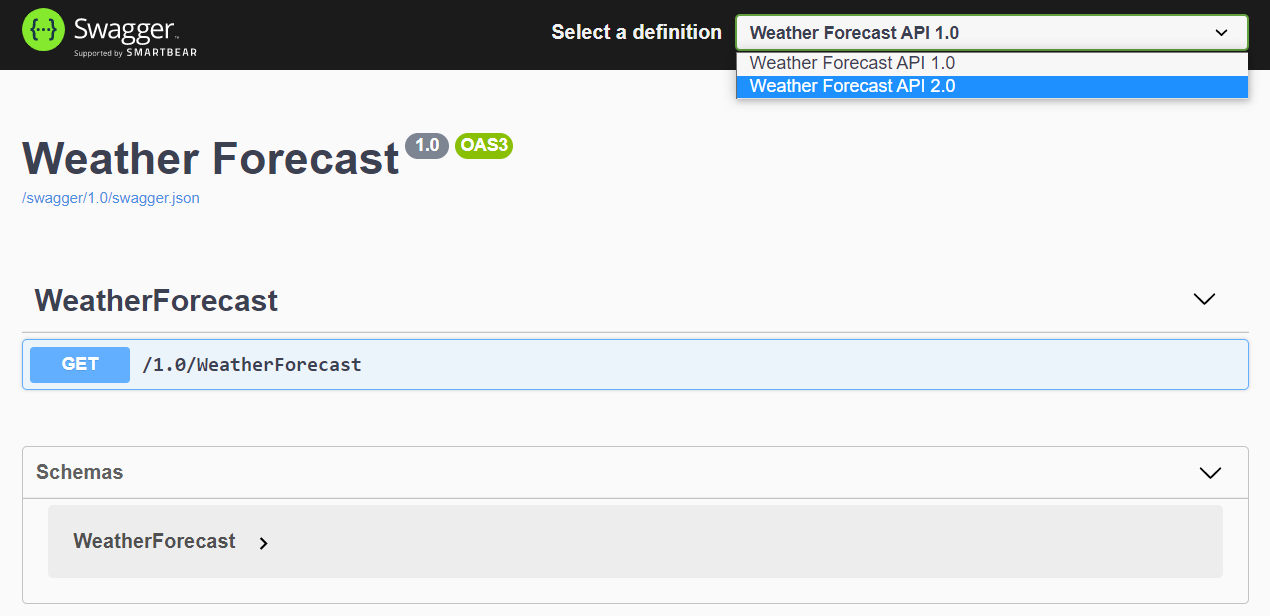 Swagger
Supported by SMARTBEAR
Select a definition
Weather Forecast API 1.0
Weather Forecast API 1.0
Weather Forecast API 2.0
Weather Forecast 1.0 OAS3
/swagger/1.0/swagger.json
WeatherForecast
GET /1.0/WeatherForecast
Schemas
WeatherForecast